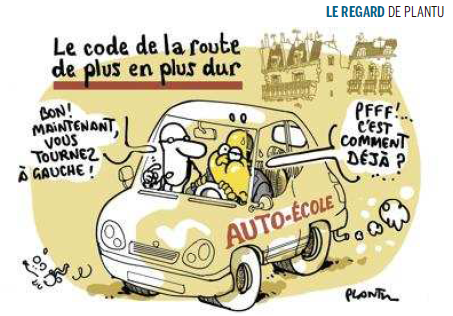 LE REGARD DE PLANTU
Le code de la route
de plus en plus dur
BON!
MAINTENANT,
VOUS
TOURNEZ
À GAUCHE !
PFFF!...
C'EST
COMMENT
DÉJÀ ?
AUTO-ÉCOLE
PLANTU